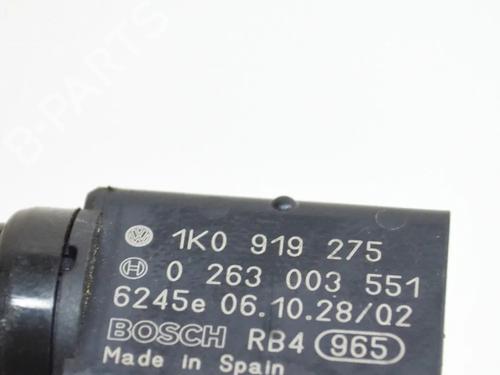 B-PARTS
1K0 919 275
0 263 003 551
6245e 06.10.28/02
BOSCH RB4 965
Made in Spain